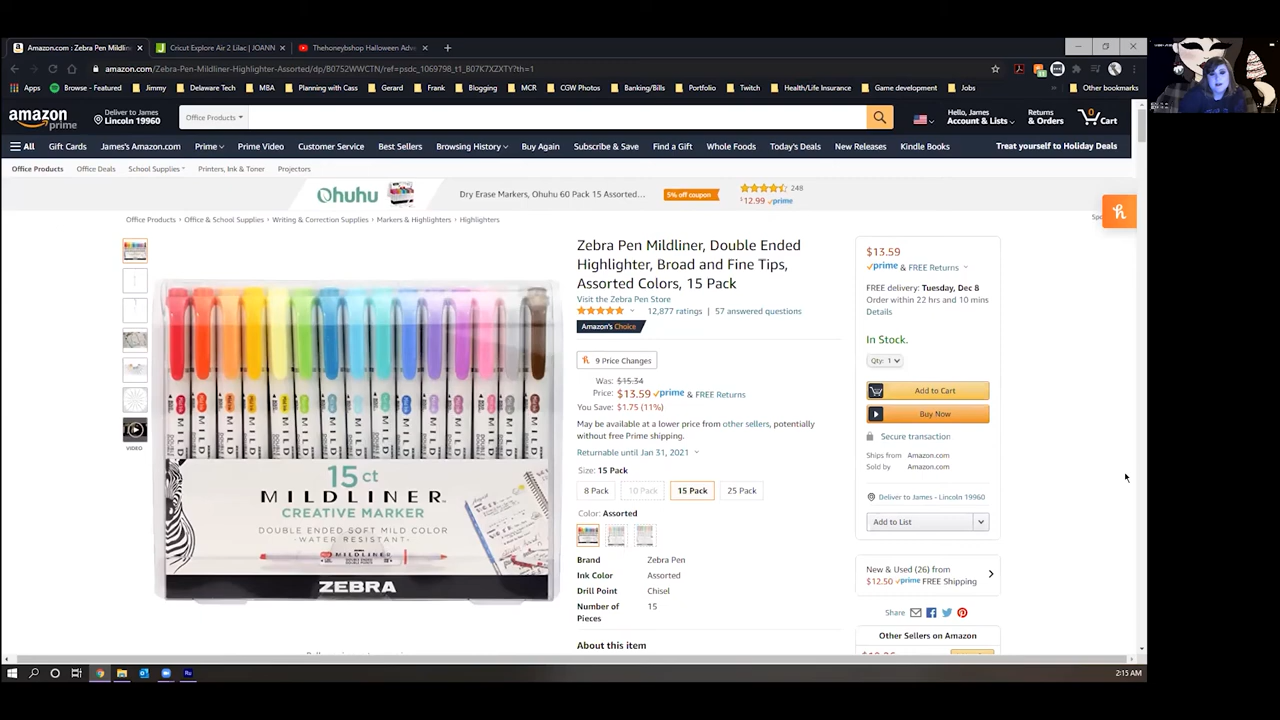 Amazon.com : Zebra Pen Mildlin
Cricut Explore Air 2 Lilac | JOANN
Thehoneybshop Halloween Adv
amazon.com/Zebra-Pen-Mildliner-Highlighter-Assorted/dp/B0752WWCTN/ref=psdc_1069798_t1_B07K7XZXTY?th=1
Apps
Browse - Featured
Jimmy
Delaware Tech
MBA
Planning with Cass
Gerard
Frank
Blogging
MCR
CGW Photos
Banking/Bills
Portfolio
Twitch
Health/Life Insurance
Game development
Jobs
Other bookmarks
amazon prime
Deliver to James
Lincoln 19960
Office Products
Hello, James
Account & Lists
Returns
& Orders
0
Cart
All
Gift Cards
James's Amazon.com
Prime
Prime Video
Customer Service
Best Sellers
Browsing History
Buy Again
Subscribe & Save
Find a Gift
Whole Foods
Today's Deals
New Releases
Kindle Books
Treat yourself to Holiday Deals
Office Products
Office Deals
School Supplies
Printers, Ink & Toner
Projectors
Ohuhu
Dry Erase Markers, Ohuhu 60 Pack 15 Assorted...
5% off coupon
248
$12.99 prime
Office Products › Office & School Supplies › Writing & Correction Supplies › Markers & Highlighters › Highlighters
Zebra Pen Mildliner, Double Ended
Highlighter, Broad and Fine Tips,
Assorted Colors, 15 Pack
Visit the Zebra Pen Store
12,877 ratings | 57 answered questions
Amazon's Choice
9 Price Changes
Was: $15.34
Price: $13.59 prime & FREE Returns
You Save: $1.75 (11%)
May be available at a lower price from other sellers, potentially
without free Prime shipping.
Returnable until Jan 31, 2021
Size: 15 Pack
8 Pack
10 Pack
15 Pack
25 Pack
Color: Assorted
Brand Zebra Pen
Ink Color Assorted
Drill Point Chisel
Number of Pieces 15
About this item
VIDEO
15 ct
MILDLINER
CREATIVE MARKER
DOUBLE ENDED SOFT MILD COLOR
-WATER RESISTANT-
MILDLINER
ZEBRA
$13.59
prime & FREE Returns
FREE delivery: Tuesday, Dec 8
Order within 22 hrs and 10 mins
Details
In Stock.
Qty: 1
Add to Cart
Buy Now
Secure transaction
Ships from Amazon.com
Sold by Amazon.com
Deliver to James - Lincoln 19960
Add to List
New & Used (26) from
$12.50 prime FREE Shipping
Share
Other Sellers on Amazon
2:15 AM